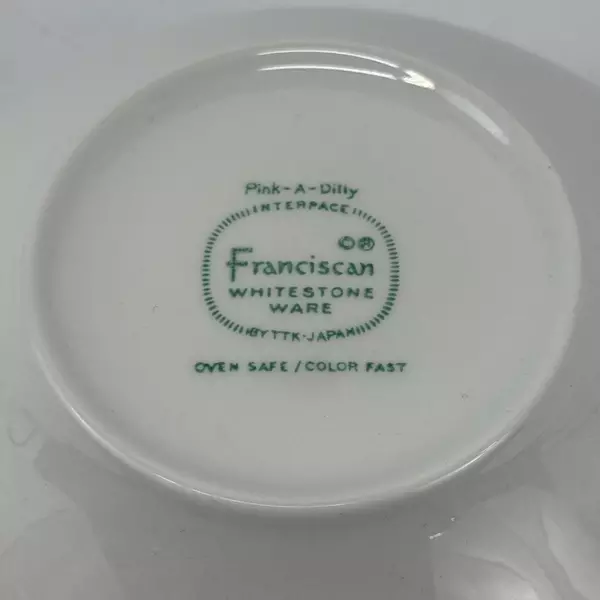 Pink-A-Dilly
INTERPACE
©®
Franciscan
WHITESTONE
WARE
BY TTK-JAPAN
OVEN SAFE/COLOR FAST